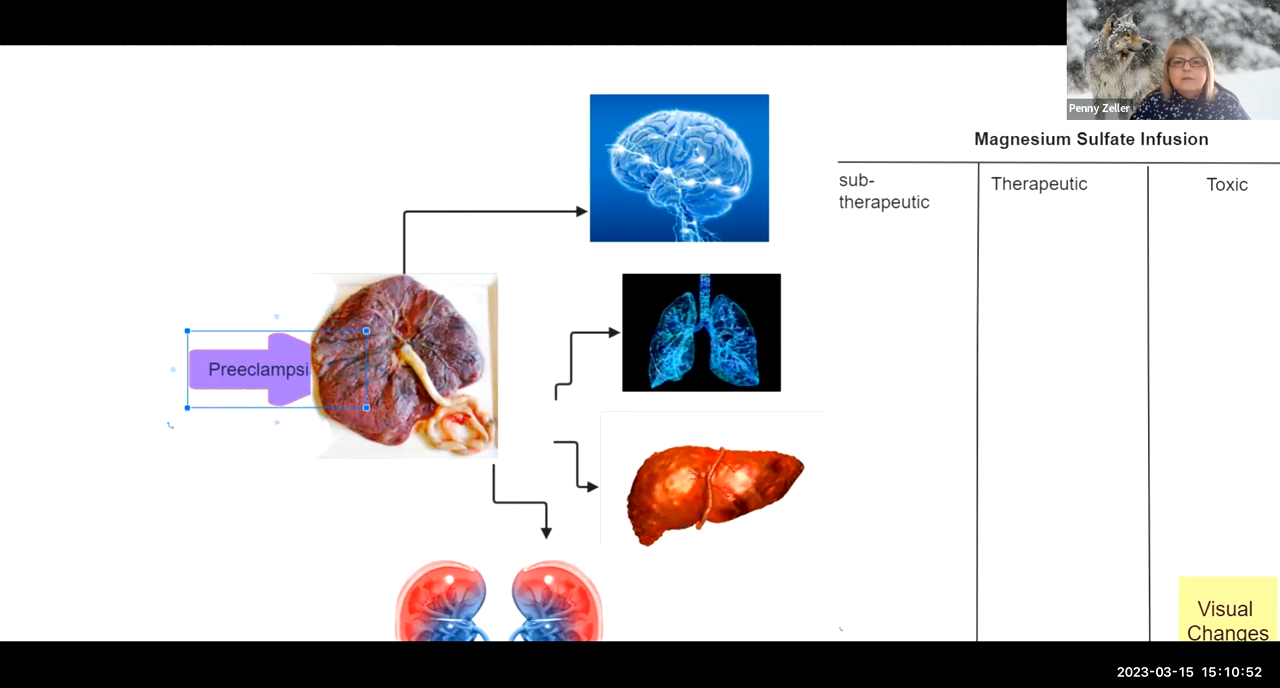 Penny Zeller
Magnesium Sulfate Infusion
sub-
therapeutic
Therapeutic
Toxic
Preeclampsi
Visual
Changes
2023-03-15 15:10:52